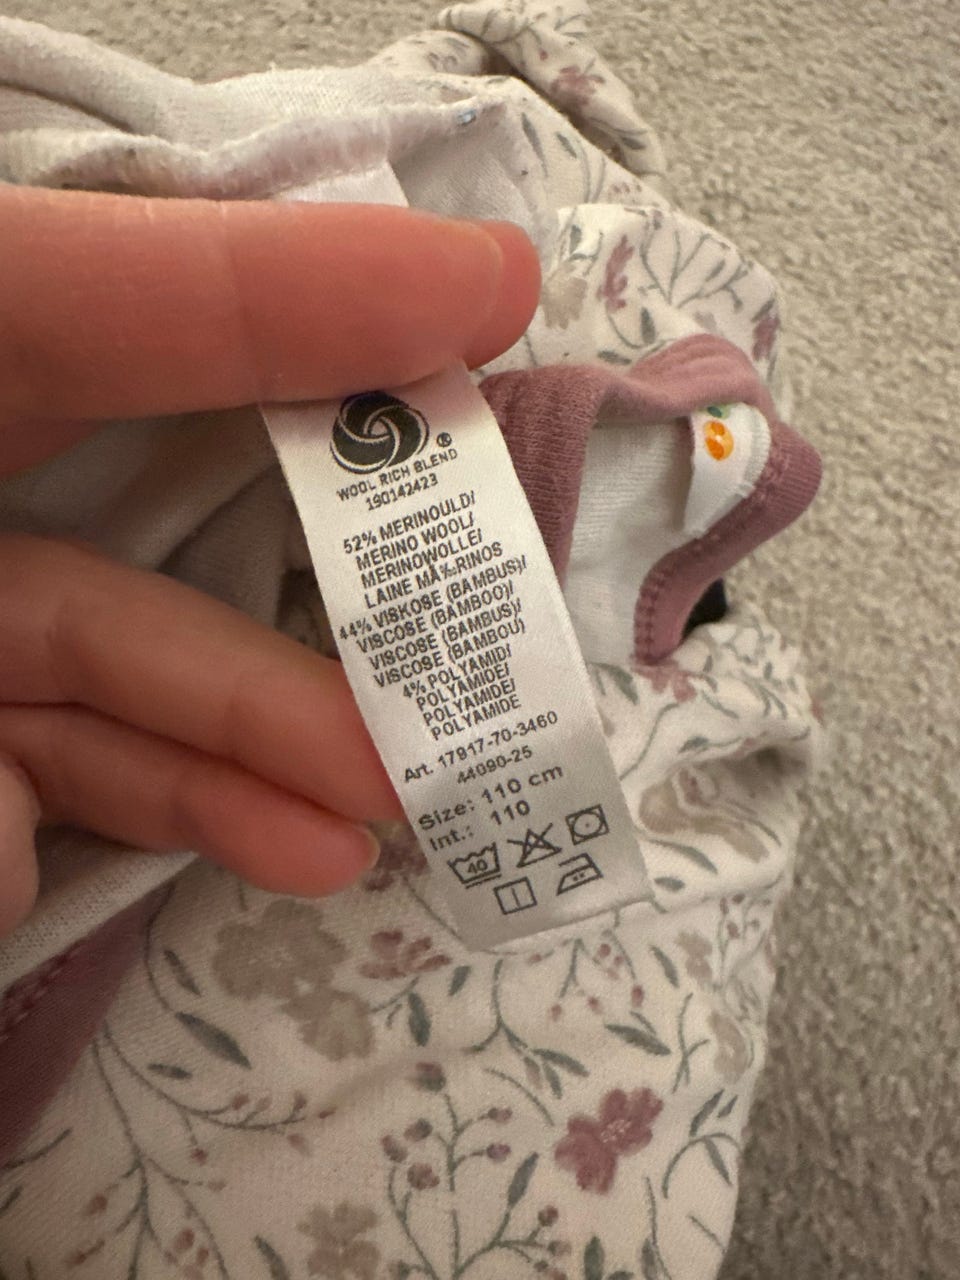 ®
WOOL RICH BLEND
190142423
52% MERINOULD/
MERINO WOOL/
MERINOWOLLE/
LAINE MÃ‰RINOS
44% VISKOSE (BAMBUS)/
VISCOSE (BAMBOO)/
VISCOSE (BAMBUS)/
VISCOSE (BAMBOU)
4% POLYAMID/
POLYAMIDE/
POLYAMIDE/
POLYAMIDE
Art. 17917-70-3460
44090-25
Size: 110 cm
Int.: 110
40